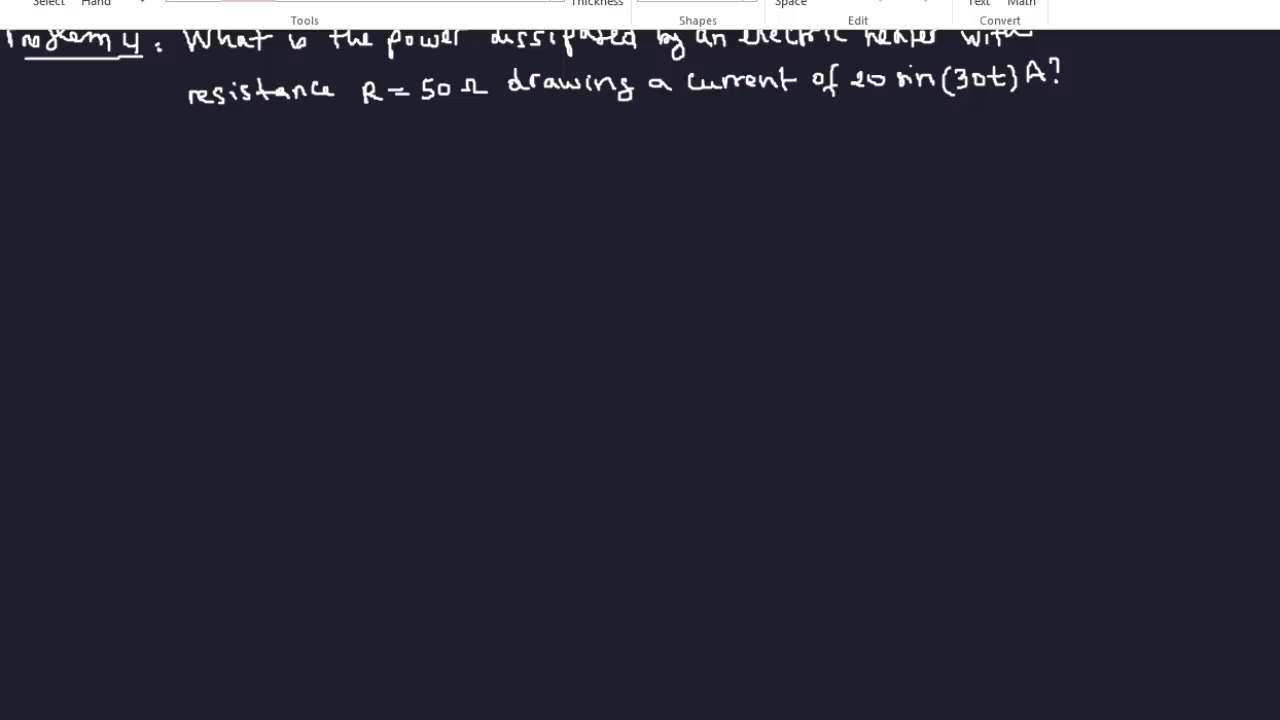 Select Hand Thickness Space Text Math
Tools Shapes Edit Convert
Problem 4: What is the power dissipated by an electric heater with
resistance R = 50 Ω drawing a current of 20 sin(30t) A?